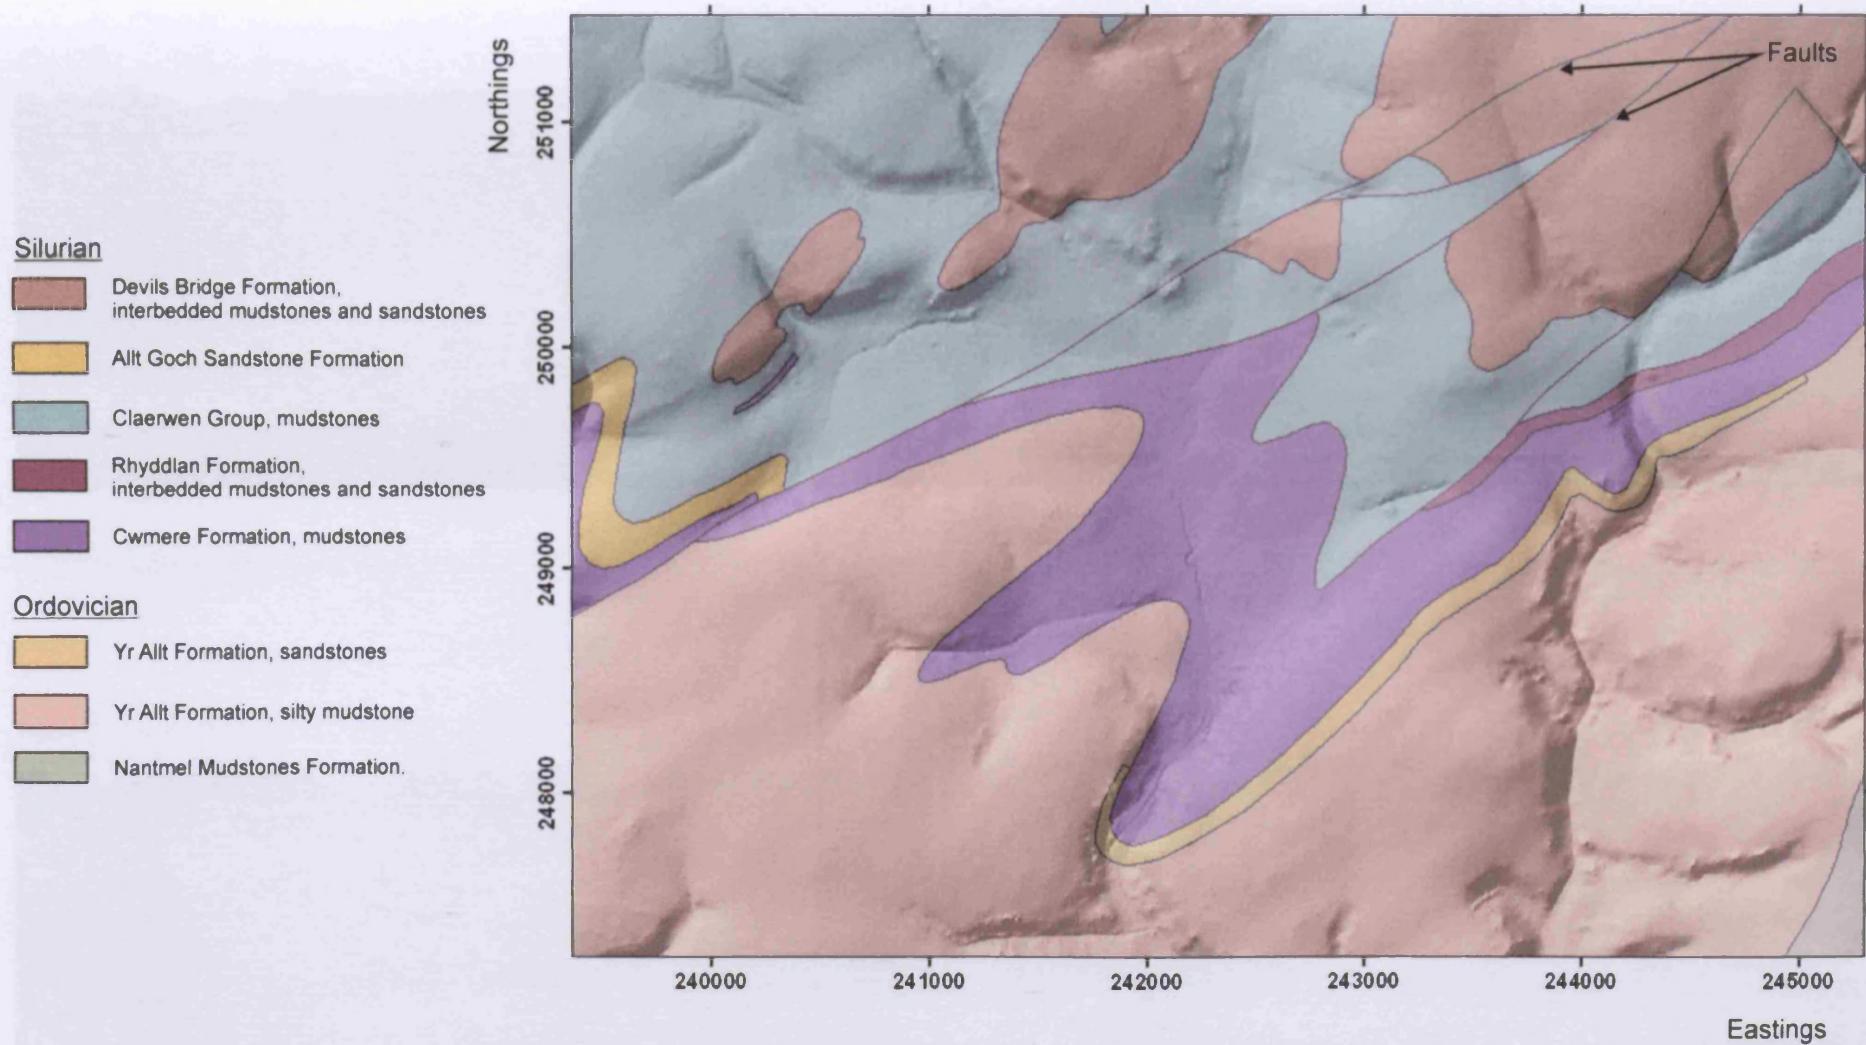 Silurian
Devils Bridge Formation,
interbedded mudstones and sandstones
Allt Goch Sandstone Formation
Claerwen Group, mudstones
Rhyddlan Formation,
interbedded mudstones and sandstones
Cwmere Formation, mudstones
Ordovician
Yr Allt Formation, sandstones
Yr Allt Formation, silty mudstone
Nantmel Mudstones Formation.
Northings
251000
250000
249000
248000
Faults
240000
241000
242000
243000
244000
245000
Eastings